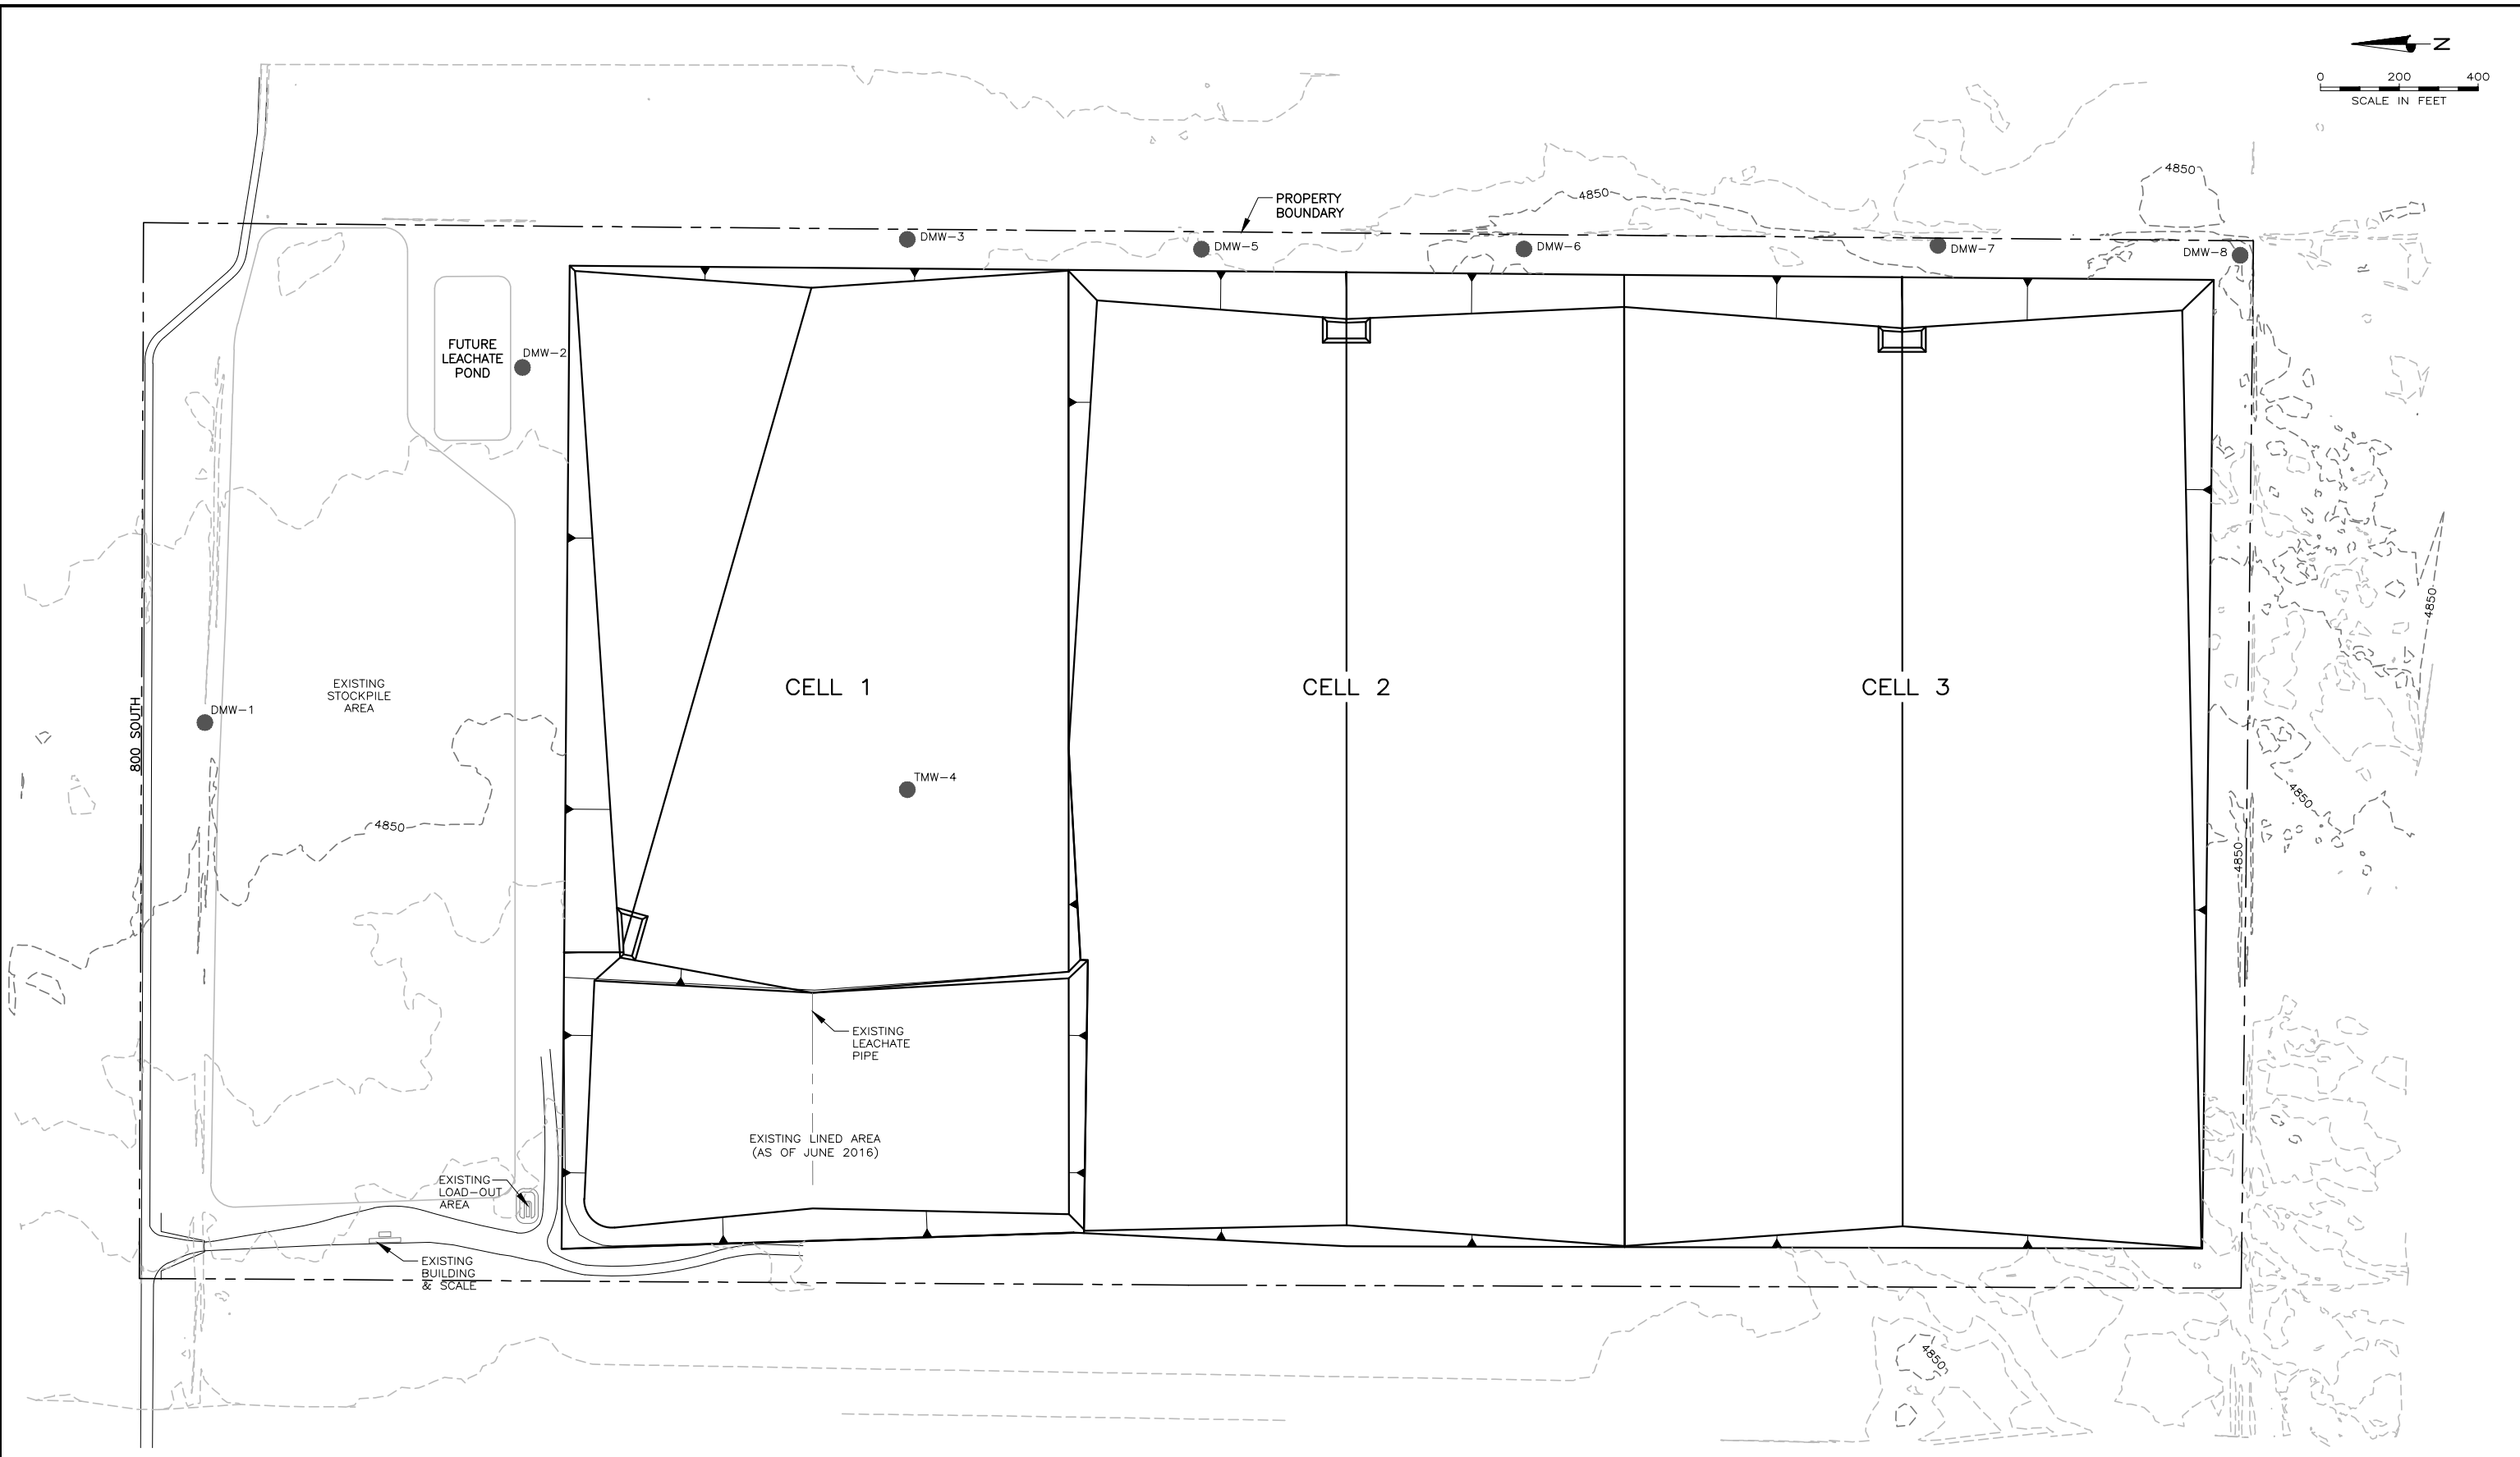 N
0 200 400
SCALE IN FEET
4850
4850
PROPERTY
BOUNDARY
DMW-3
DMW-5
DMW-6
DMW-7
DMW-8
FUTURE
LEACHATE
POND
DMW-2
4850
EXISTING
STOCKPILE
AREA
CELL 1
CELL 2
CELL 3
DMW-1
800 SOUTH
TMW-4
4850
4850
4850
EXISTING
LEACHATE
PIPE
EXISTING LINED AREA
(AS OF JUNE 2016)
EXISTING
LOAD-OUT
AREA
EXISTING
BUILDING
& SCALE
4850